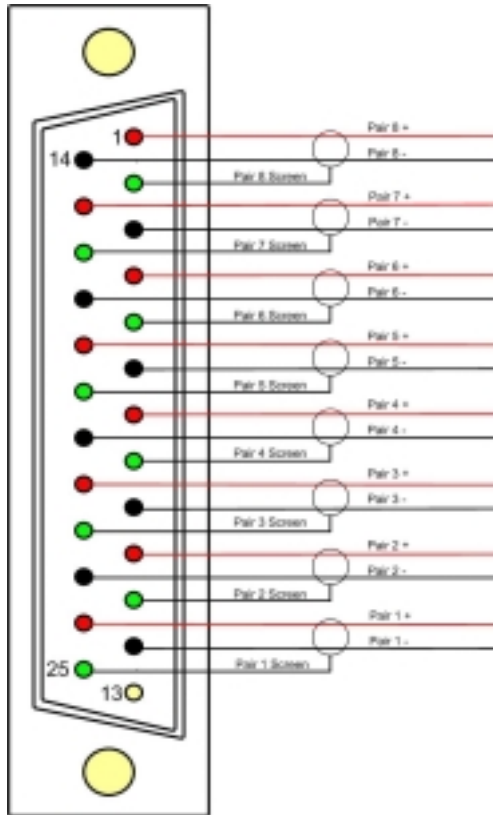 Pair 8 +
1
Pair 8 -
14
Pair 8 Screen
Pair 7 +
Pair 7 -
Pair 7 Screen
Pair 6 +
Pair 6 -
Pair 6 Screen
Pair 5 +
Pair 5 -
Pair 5 Screen
Pair 4 +
Pair 4 -
Pair 4 Screen
Pair 3 +
Pair 3 -
Pair 3 Screen
Pair 2 +
Pair 2 -
Pair 2 Screen
Pair 1 +
Pair 1 -
Pair 1 Screen
25
13